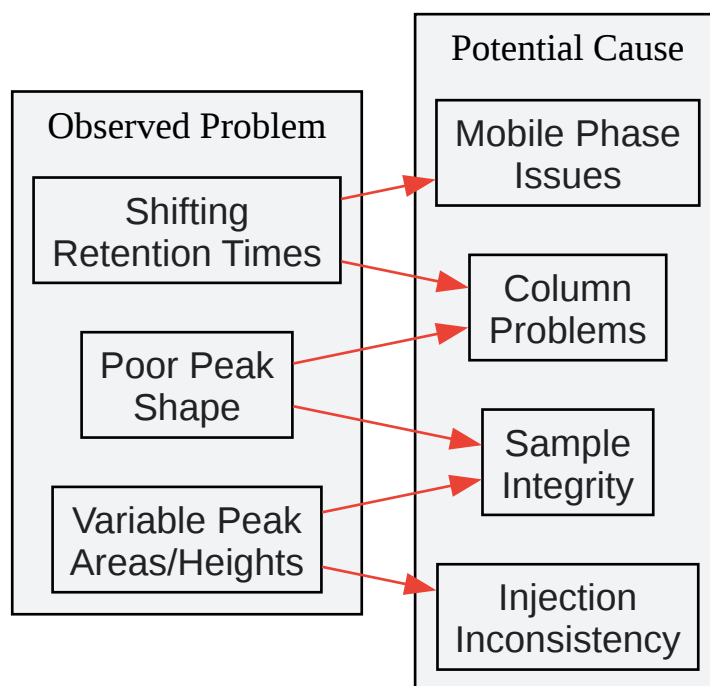 Observed Problem
Shifting
Retention Times
Poor Peak
Shape
Variable Peak
Areas/Heights
Potential Cause
Mobile Phase
Issues
Column
Problems
Sample
Integrity
Injection
Inconsistency